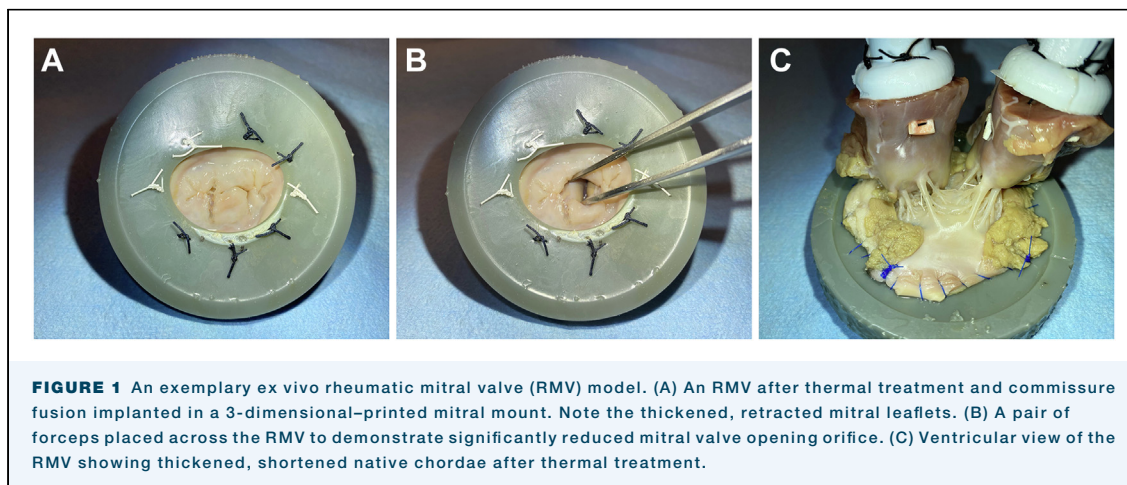 A
B
C
FIGURE 1 An exemplary ex vivo rheumatic mitral valve (RMV) model. (A) An RMV after thermal treatment and commissure
fusion implanted in a 3-dimensional–printed mitral mount. Note the thickened, retracted mitral leaflets. (B) A pair of
forceps placed across the RMV to demonstrate significantly reduced mitral valve opening orifice. (C) Ventricular view of the
RMV showing thickened, shortened native chordae after thermal treatment.